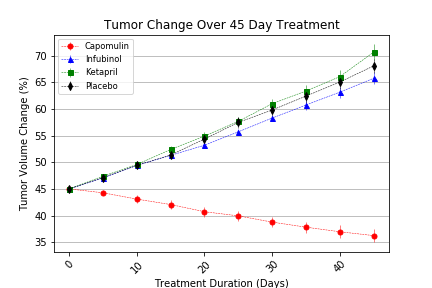 Tumor Change Over 45 Day Treatment
Capomulin
Infubinol
Ketapril
Placebo
Tumor Volume Change (%)
70
65
60
55
50
45
40
35
0
10
20
30
40
Treatment Duration (Days)